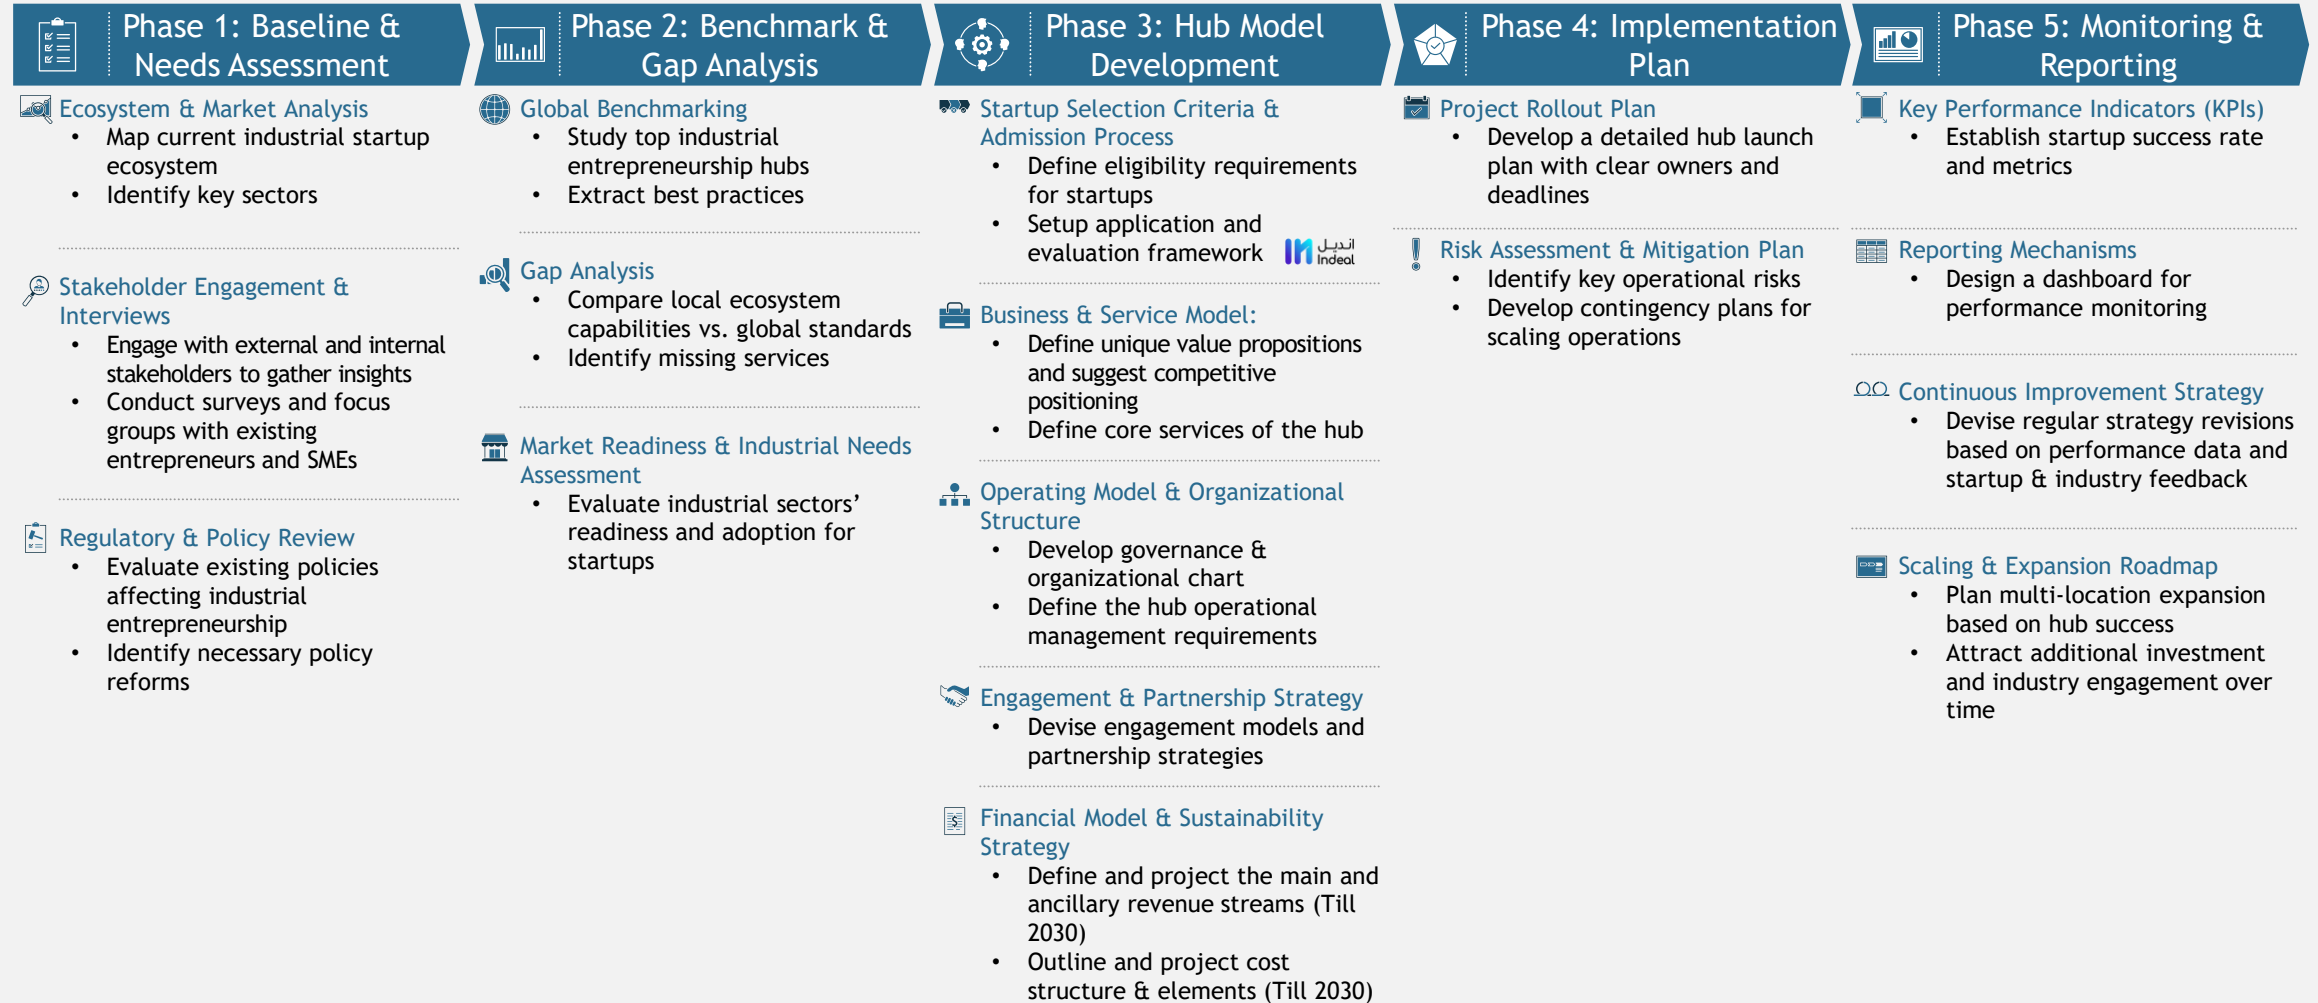 Phase 1: Baseline &
Needs Assessment
Ecosystem & Market Analysis
• Map current industrial startup
ecosystem
• Identify key sectors
Stakeholder Engagement &
Interviews
• Engage with external and internal
stakeholders to gather insights
• Conduct surveys and focus
groups with existing
entrepreneurs and SMEs
Regulatory & Policy Review
• Evaluate existing policies
affecting industrial
entrepreneurship
• Identify necessary policy
reforms
Phase 2: Benchmark &
Gap Analysis
Global Benchmarking
• Study top industrial
entrepreneurship hubs
• Extract best practices
Gap Analysis
• Compare local ecosystem
capabilities vs. global standards
• Identify missing services
Market Readiness & Industrial Needs
Assessment
• Evaluate industrial sectors’
readiness and adoption for
startups
Phase 3: Hub Model
Development
Startup Selection Criteria &
Admission Process
• Define eligibility requirements
for startups
• Setup application and
evaluation framework
انديل
Indeal
Business & Service Model:
• Define unique value propositions
and suggest competitive
positioning
• Define core services of the hub
Operating Model & Organizational
Structure
• Develop governance &
organizational chart
• Define the hub operational
management requirements
Engagement & Partnership Strategy
• Devise engagement models and
partnership strategies
Financial Model & Sustainability
Strategy
• Define and project the main and
ancillary revenue streams (Till
2030)
• Outline and project cost
structure & elements (Till 2030)
Phase 4: Implementation
Plan
Project Rollout Plan
• Develop a detailed hub launch
plan with clear owners and
deadlines
Risk Assessment & Mitigation Plan
• Identify key operational risks
• Develop contingency plans for
scaling operations
Phase 5: Monitoring &
Reporting
Key Performance Indicators (KPIs)
• Establish startup success rate
and metrics
Reporting Mechanisms
• Design a dashboard for
performance monitoring
Continuous Improvement Strategy
• Devise regular strategy revisions
based on performance data and
startup & industry feedback
Scaling & Expansion Roadmap
• Plan multi-location expansion
based on hub success
• Attract additional investment
and industry engagement over
time